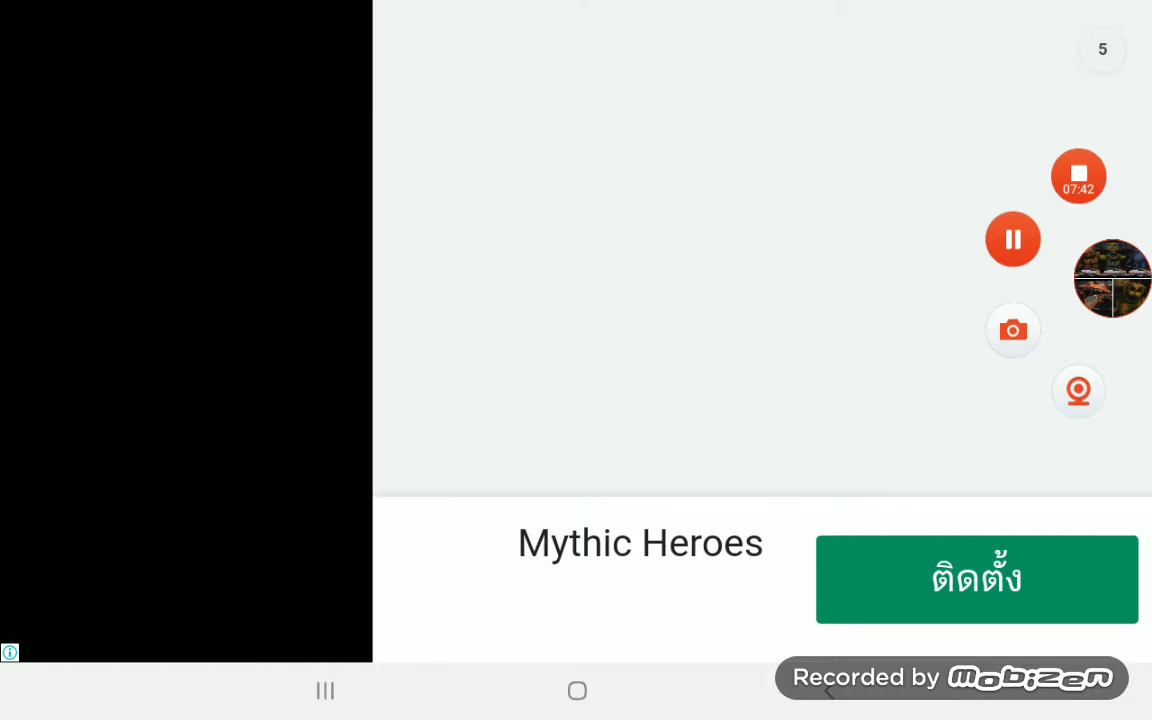 5
07:42
Mythic Heroes
ติดตั้ง
Recorded by mobizen